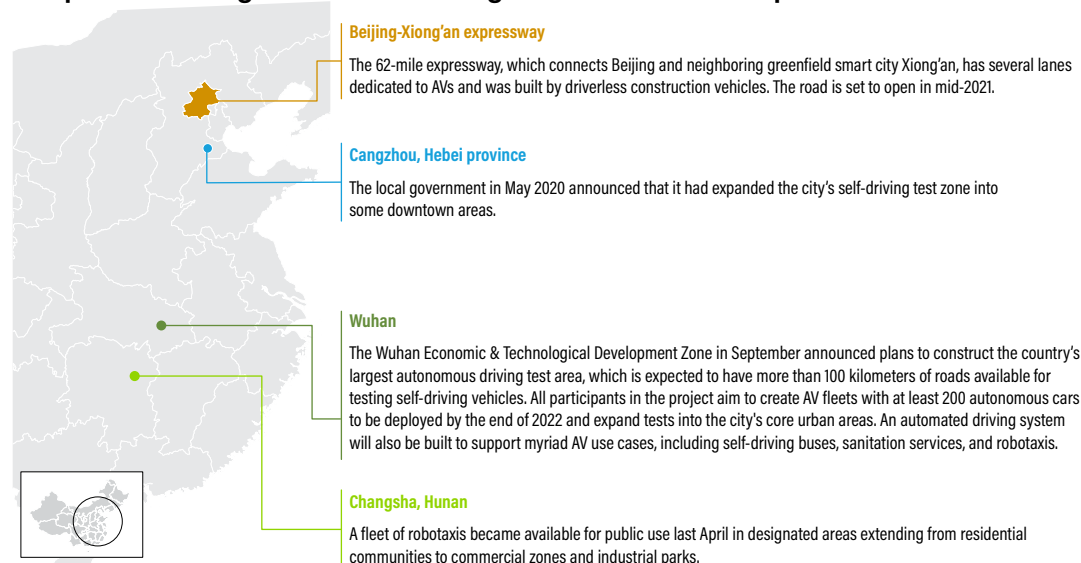 Beijing-Xiong’an expressway
The 62-mile expressway, which connects Beijing and neighboring greenfield smart city Xiong’an, has several lanes
dedicated to AVs and was built by driverless construction vehicles. The road is set to open in mid-2021.
Cangzhou, Hebei province
The local government in May 2020 announced that it had expanded the city’s self-driving test zone into
some downtown areas.
Wuhan
The Wuhan Economic & Technological Development Zone in September announced plans to construct the country’s
largest autonomous driving test area, which is expected to have more than 100 kilometers of roads available for
testing self-driving vehicles. All participants in the project aim to create AV fleets with at least 200 autonomous cars
to be deployed by the end of 2022 and expand tests into the city's core urban areas. An automated driving system
will also be built to support myriad AV use cases, including self-driving buses, sanitation services, and robotaxis.
Changsha, Hunan
A fleet of robotaxis became available for public use last April in designated areas extending from residential
communities to commercial zones and industrial parks.